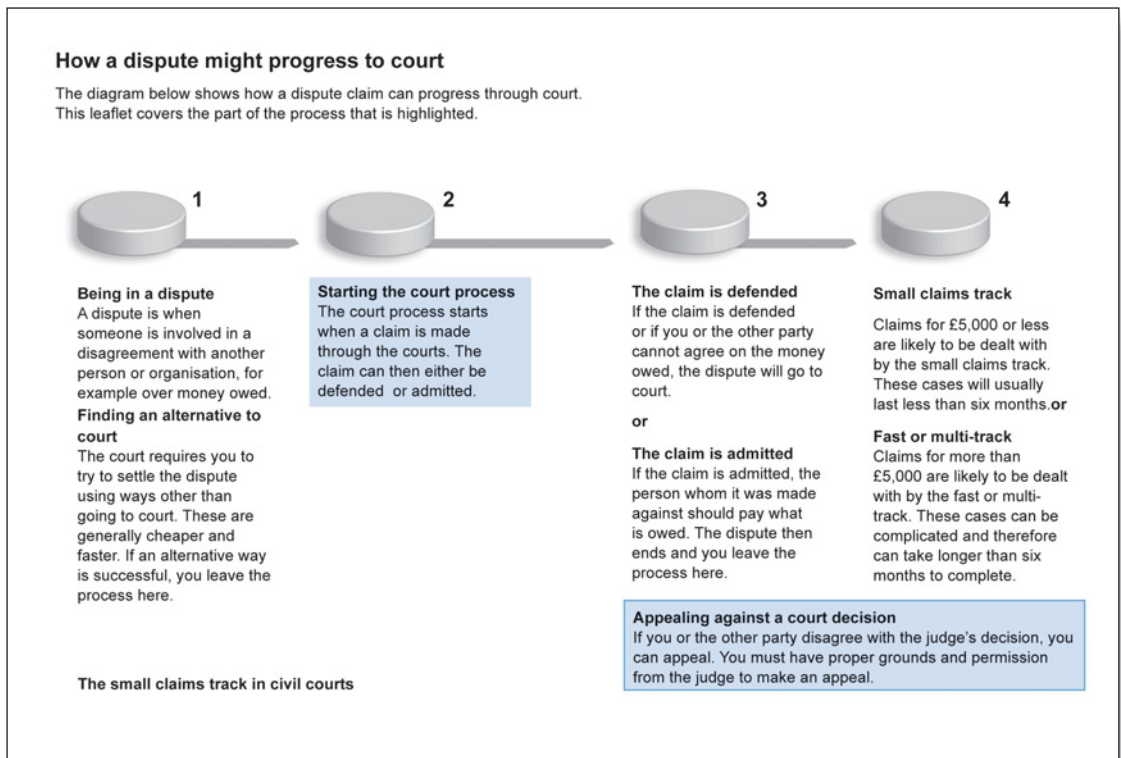 How a dispute might progress to court
The diagram below shows how a dispute claim can progress through court.
This leaflet covers the part of the process that is highlighted.
1
Being in a dispute
A dispute is when
someone is involved in a
disagreement with another
person or organisation, for
example over money owed.
Finding an alternative to
court
The court requires you to
try to settle the dispute
using ways other than
going to court. These are
generally cheaper and
faster. If an alternative way
is successful, you leave the
process here.
2
Starting the court process
The court process starts
when a claim is made
through the courts. The
claim can then either be
defended or admitted.
3
The claim is defended
If the claim is defended
or if you or the other party
cannot agree on the money
owed, the dispute will go to
court.
or
The claim is admitted
If the claim is admitted, the
person whom it was made
against should pay what
is owed. The dispute then
ends and you leave the
process here.
4
Small claims track
Claims for £5,000 or less
are likely to be dealt with
by the small claims track.
These cases will usually
last less than six months.or
Fast or multi-track
Claims for more than
£5,000 are likely to be dealt
with by the fast or multi-
track. These cases can be
complicated and therefore
can take longer than six
months to complete.
Appealing against a court decision
If you or the other party disagree with the judge's decision, you
can appeal. You must have proper grounds and permission
from the judge to make an appeal.
The small claims track in civil courts